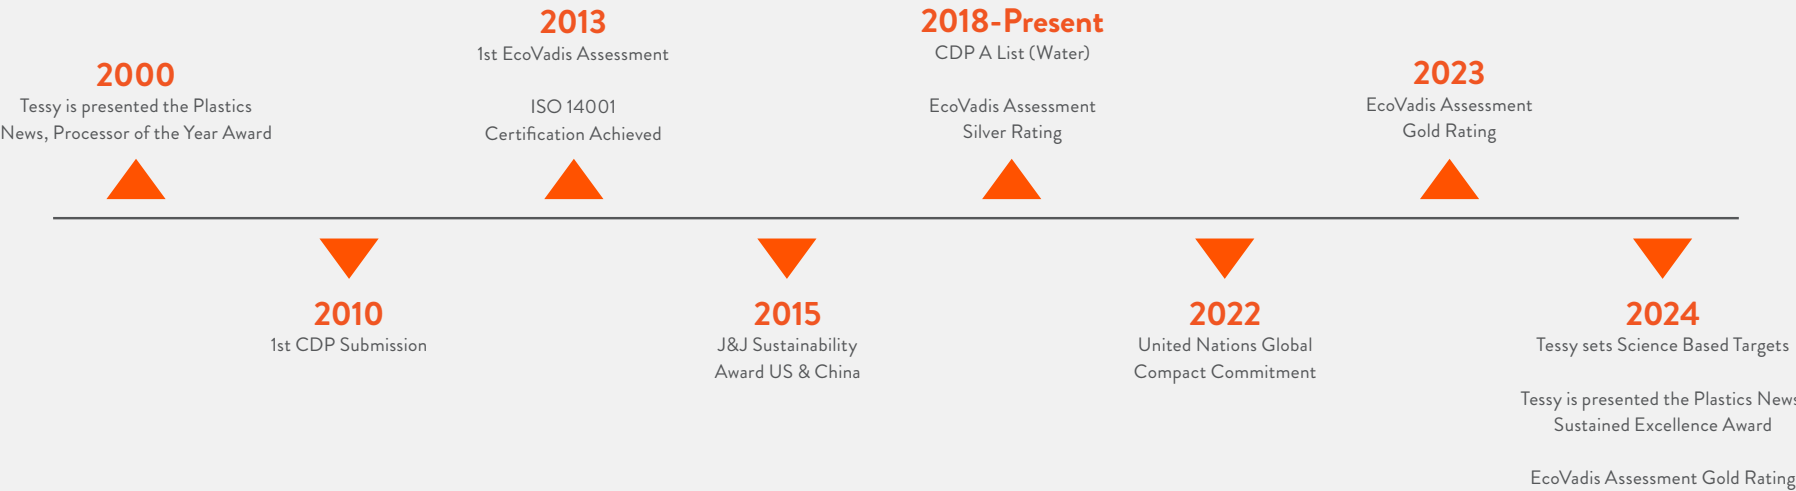 2000
Tessy is presented the Plastics
News, Processor of the Year Award
2010
1st CDP Submission
2013
1st EcoVadis Assessment
ISO 14001
Certification Achieved
2015
J&J Sustainability
Award US & China
2018-Present
CDP A List (Water)
EcoVadis Assessment
Silver Rating
2022
United Nations Global
Compact Commitment
2023
EcoVadis Assessment
Gold Rating
2024
Tessy sets Science Based Targets
Tessy is presented the Plastics News
Sustained Excellence Award
EcoVadis Assessment Gold Rating